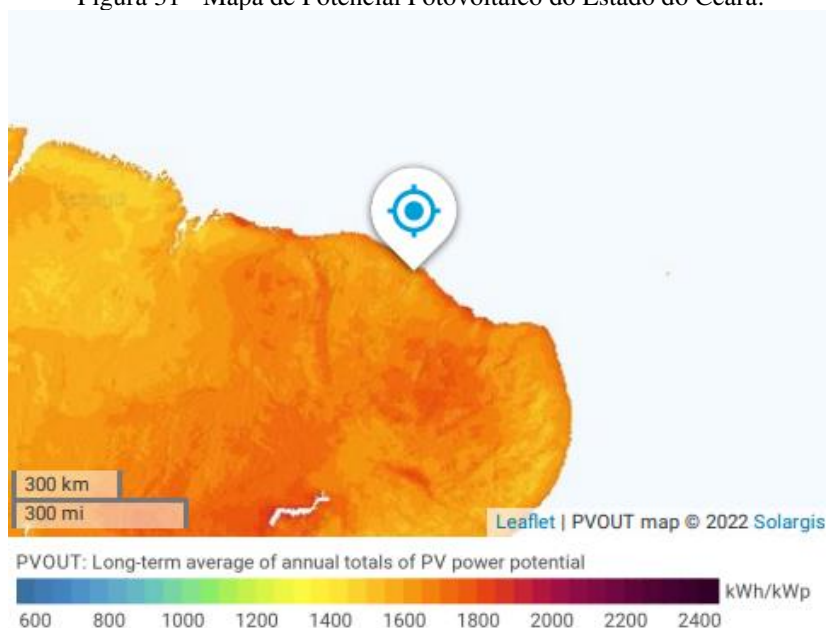 Figura 31 - Mapa de Potencial Fotovoltaico do Estado do Ceará.
300 km
300 mi
Leaflet | PVOUT map © 2022 Solargis
PVOUT: Long-term average of annual totals of PV power potential
kWh/kWp
600 800 1000 1200 1400 1600 1800 2000 2200 2400